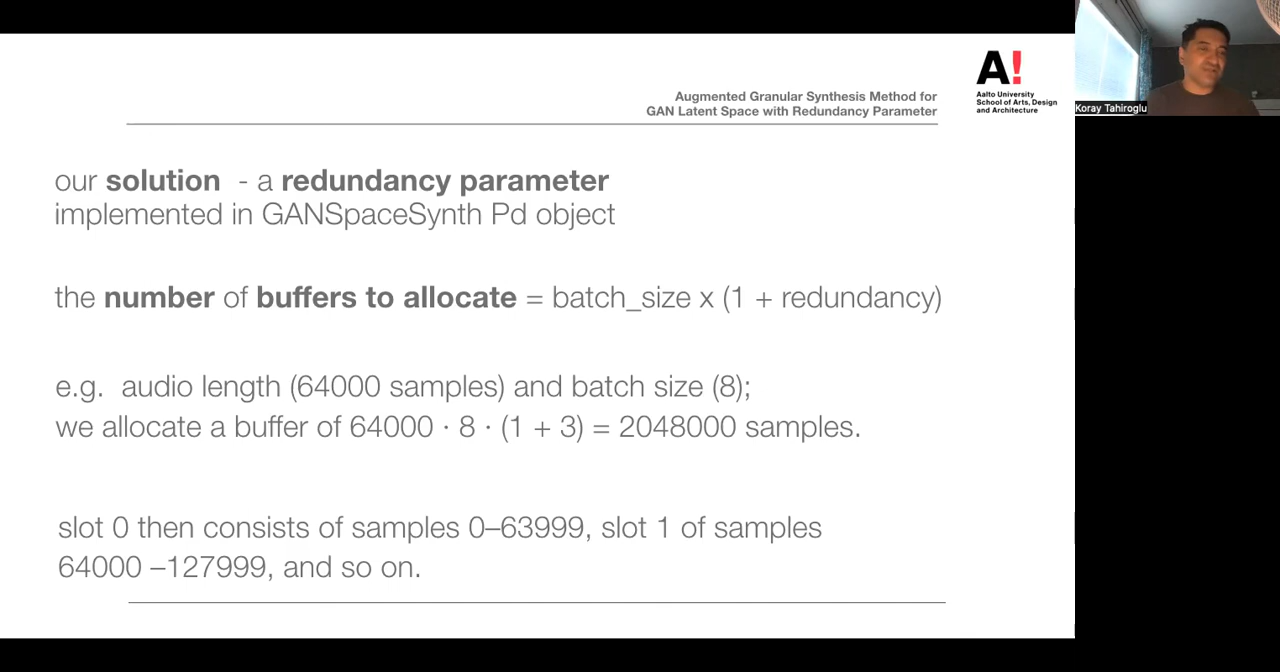 Augmented Granular Synthesis Method for
GAN Latent Space with Redundancy Parameter
A!
Aalto University
School of Arts, Design
and Architecture
Koray Tahiroglu
our solution - a redundancy parameter
implemented in GANSpaceSynth Pd object
the number of buffers to allocate = batch_size x (1 + redundancy)
e.g. audio length (64000 samples) and batch size (8);
we allocate a buffer of 64000 · 8 · (1 + 3) = 2048000 samples.
slot 0 then consists of samples 0–63999, slot 1 of samples
64000 –127999, and so on.